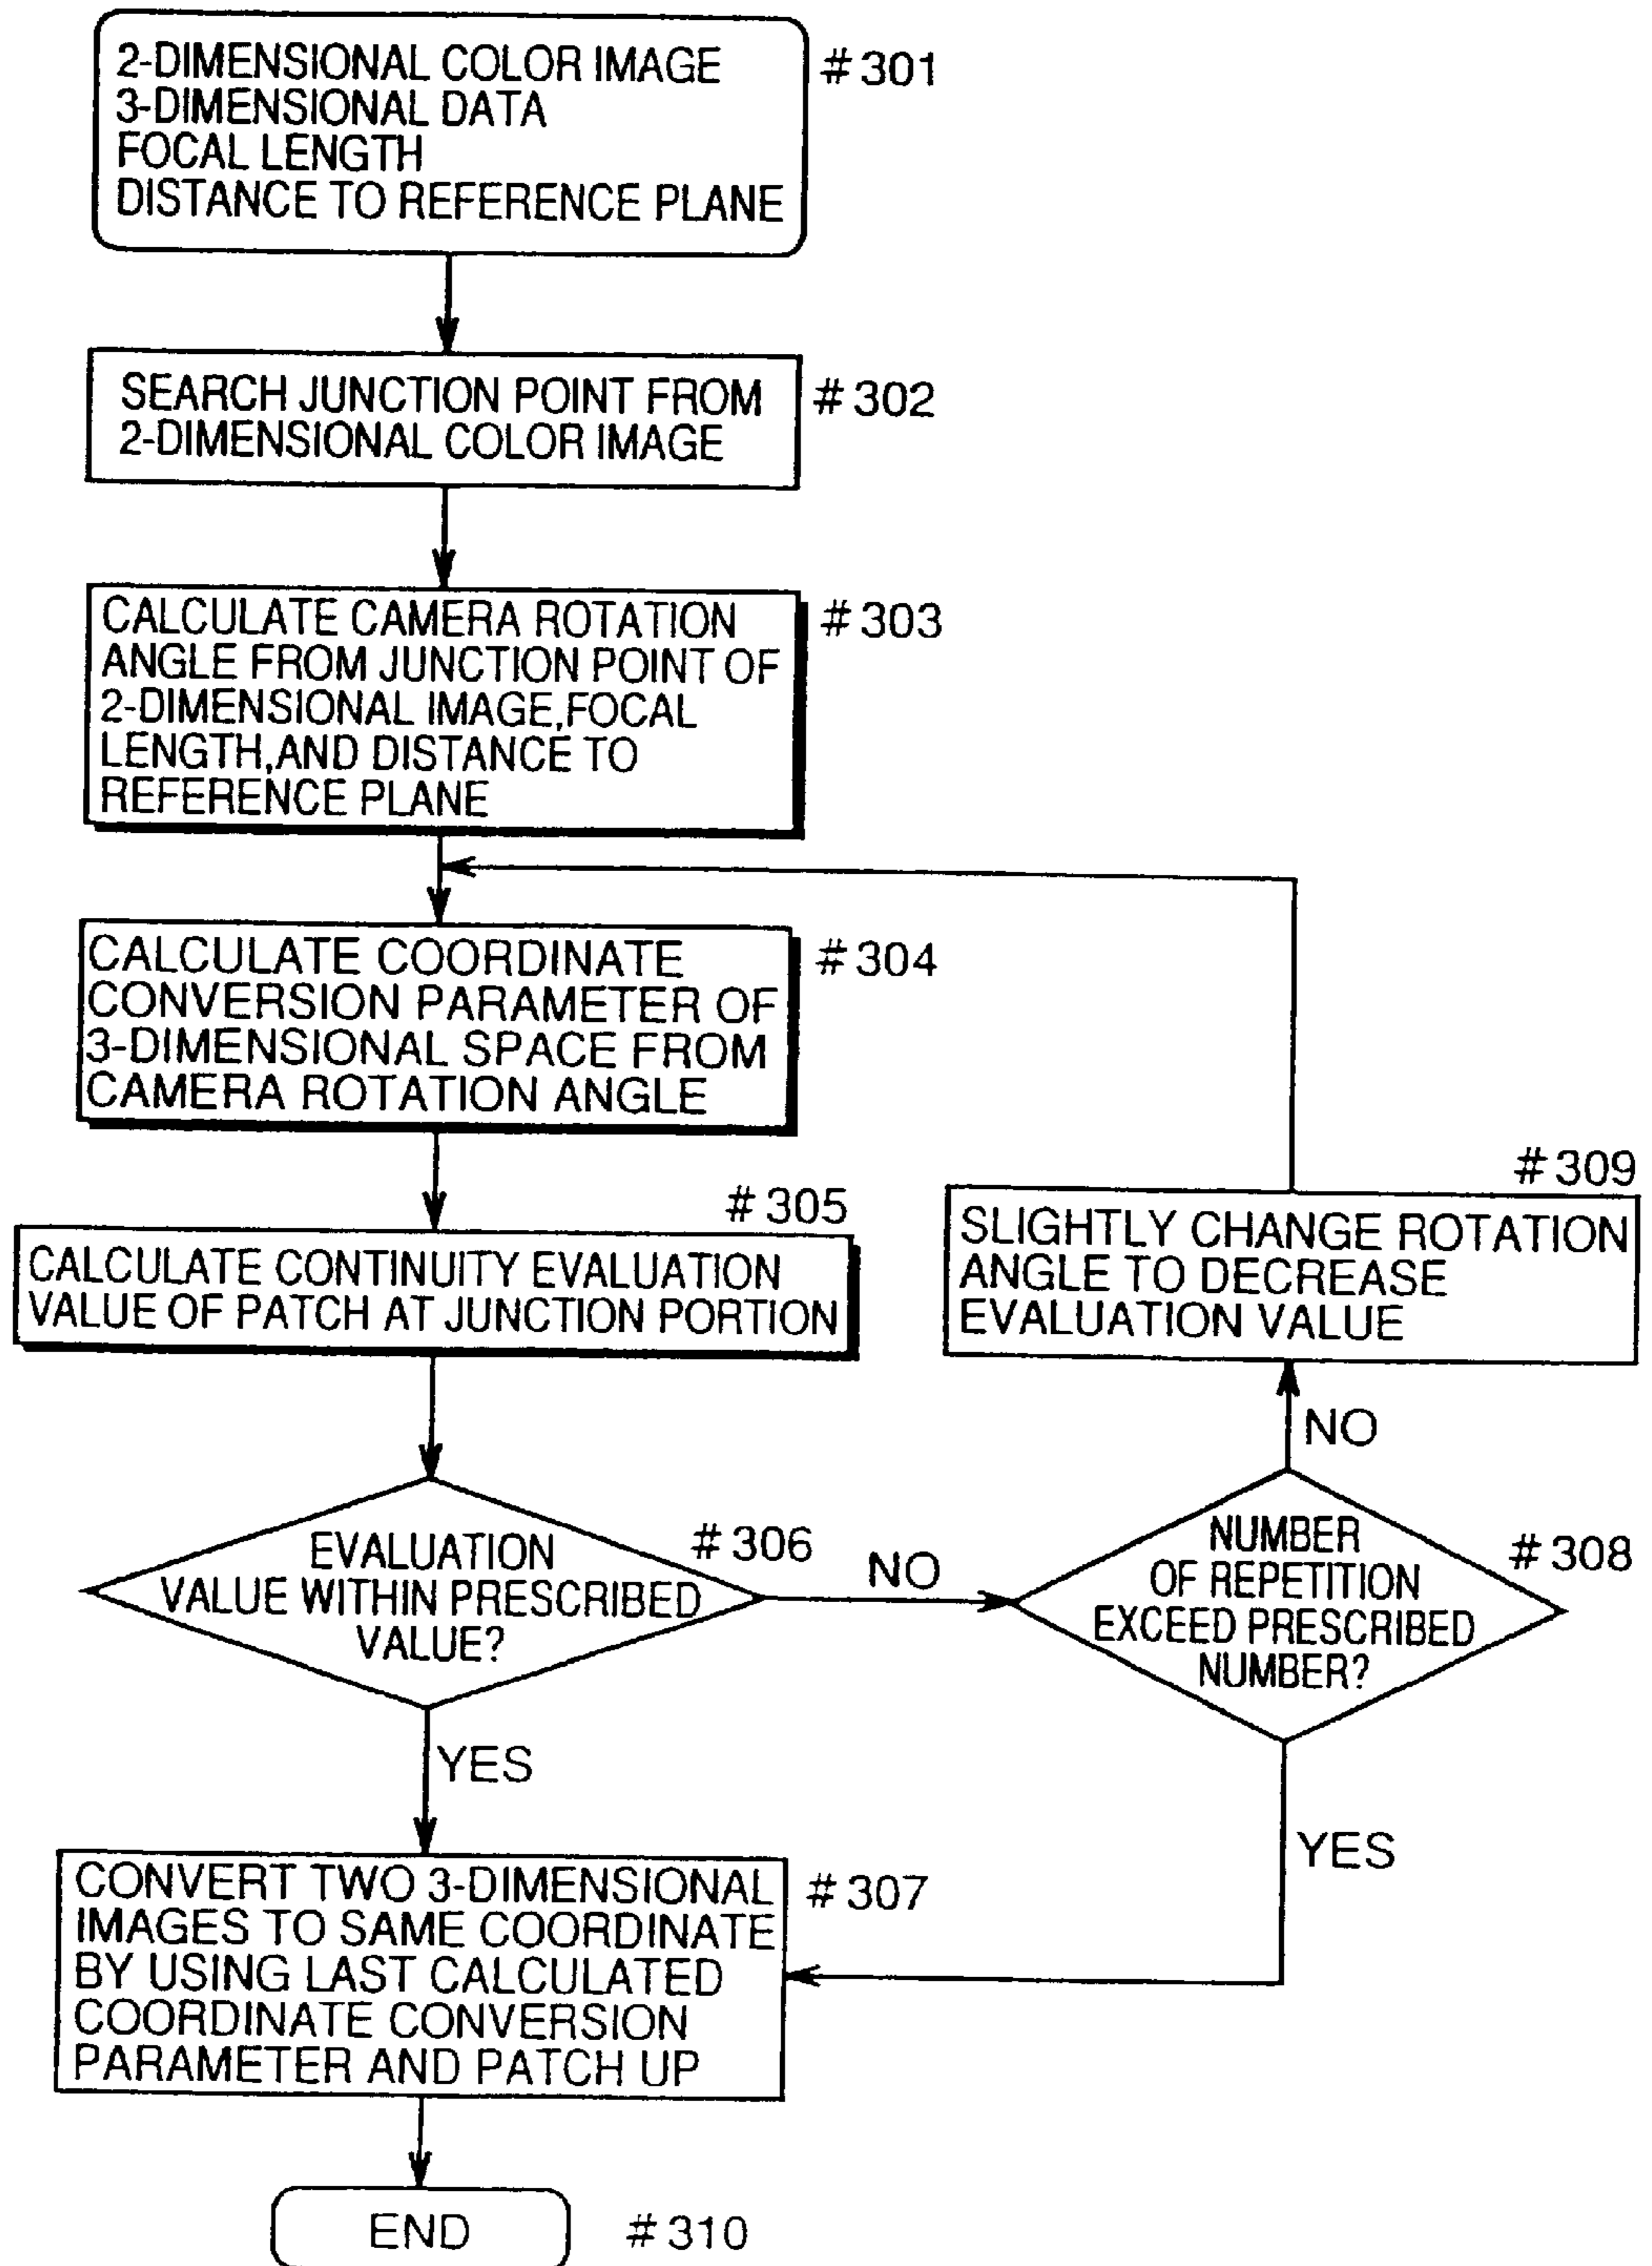 2-DIMENSIONAL COLOR IMAGE
3-DIMENSIONAL DATA
FOCAL LENGTH
DISTANCE TO REFERENCE PLANE
#301
SEARCH JUNCTION POINT FROM
2-DIMENSIONAL COLOR IMAGE
#302
CALCULATE CAMERA ROTATION
ANGLE FROM JUNCTION POINT OF
2-DIMENSIONAL IMAGE,FOCAL
LENGTH,AND DISTANCE TO
REFERENCE PLANE
#303
CALCULATE COORDINATE
CONVERSION PARAMETER OF
3-DIMENSIONAL SPACE FROM
CAMERA ROTATION ANGLE
#304
#305
CALCULATE CONTINUITY EVALUATION
VALUE OF PATCH AT JUNCTION PORTION
#309
SLIGHTLY CHANGE ROTATION
ANGLE TO DECREASE
EVALUATION VALUE
NO
EVALUATION
VALUE WITHIN PRESCRIBED
VALUE?
#306
NO
NUMBER
OF REPETITION
EXCEED PRESCRIBED
NUMBER?
#308
YES
YES
CONVERT TWO 3-DIMENSIONAL
IMAGES TO SAME COORDINATE
BY USING LAST CALCULATED
COORDINATE CONVERSION
PARAMETER AND PATCH UP
#307
END
#310